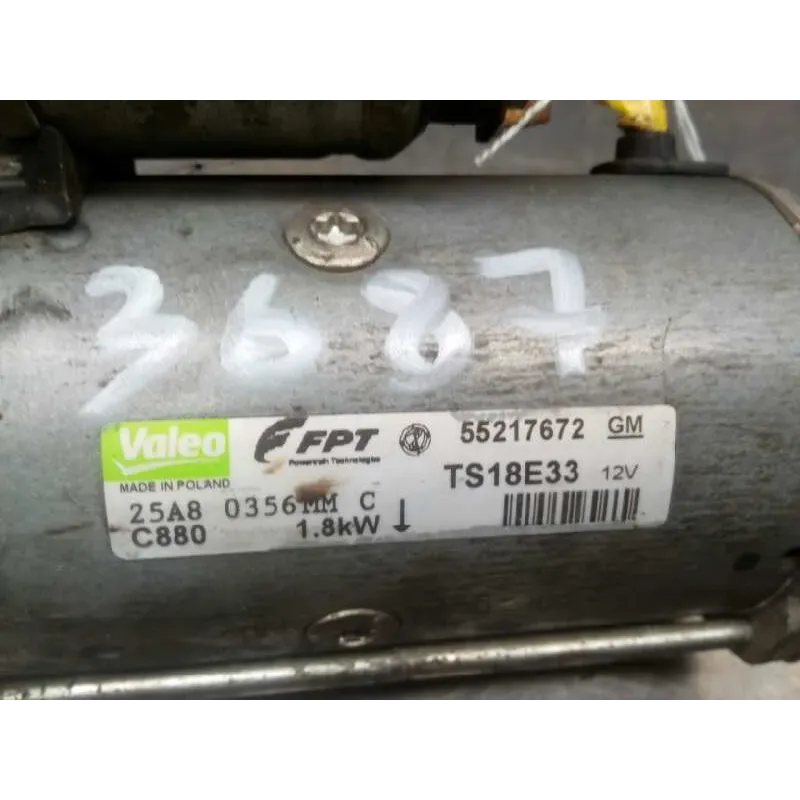 3687
Valeo FPT 55217672 GM
Powertrain Technologies
MADE IN POLAND TS18E33 12V
25A8 0356MM C
C880 1.8kW